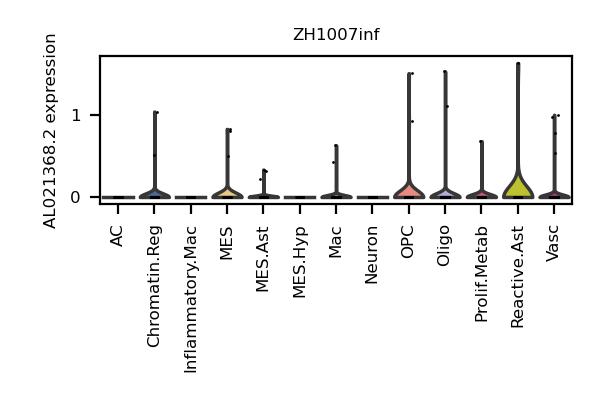 ZH1007inf
AL021368.2 expression
1
0
AC
Chromatin.Reg
Inflammatory.Mac
MES
MES.Ast
MES.Hyp
Mac
Neuron
OPC
Oligo
Prolif.Metab
Reactive.Ast
Vasc